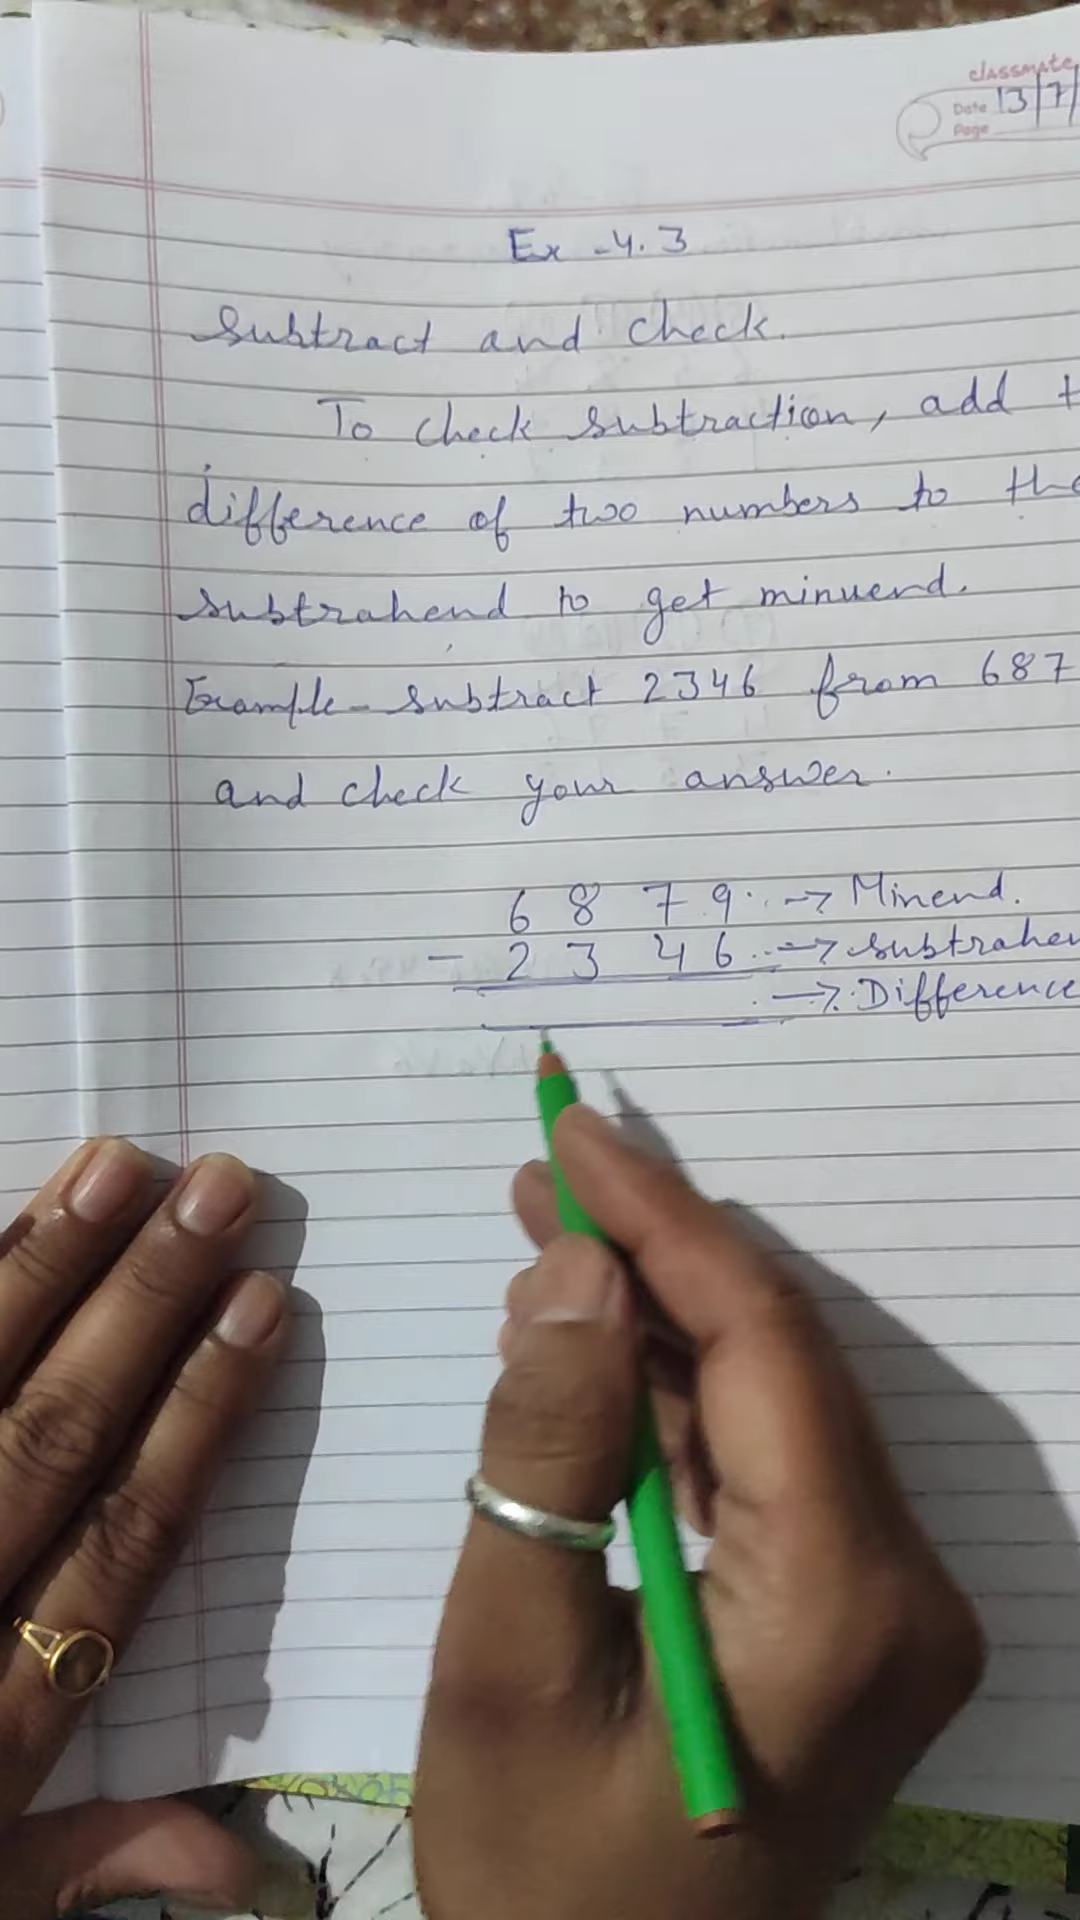 classmate
Date 13/7/
Page
Ex - 4.3
Subtract and check.
To check subtraction, add
difference of two numbers to the
subtrahend to get minuend.
Example - subtract 2346 from 687
and check your answer.
6 8 7 9 → Minend.
- 2 3 4 6 → subtrahen
→ Difference